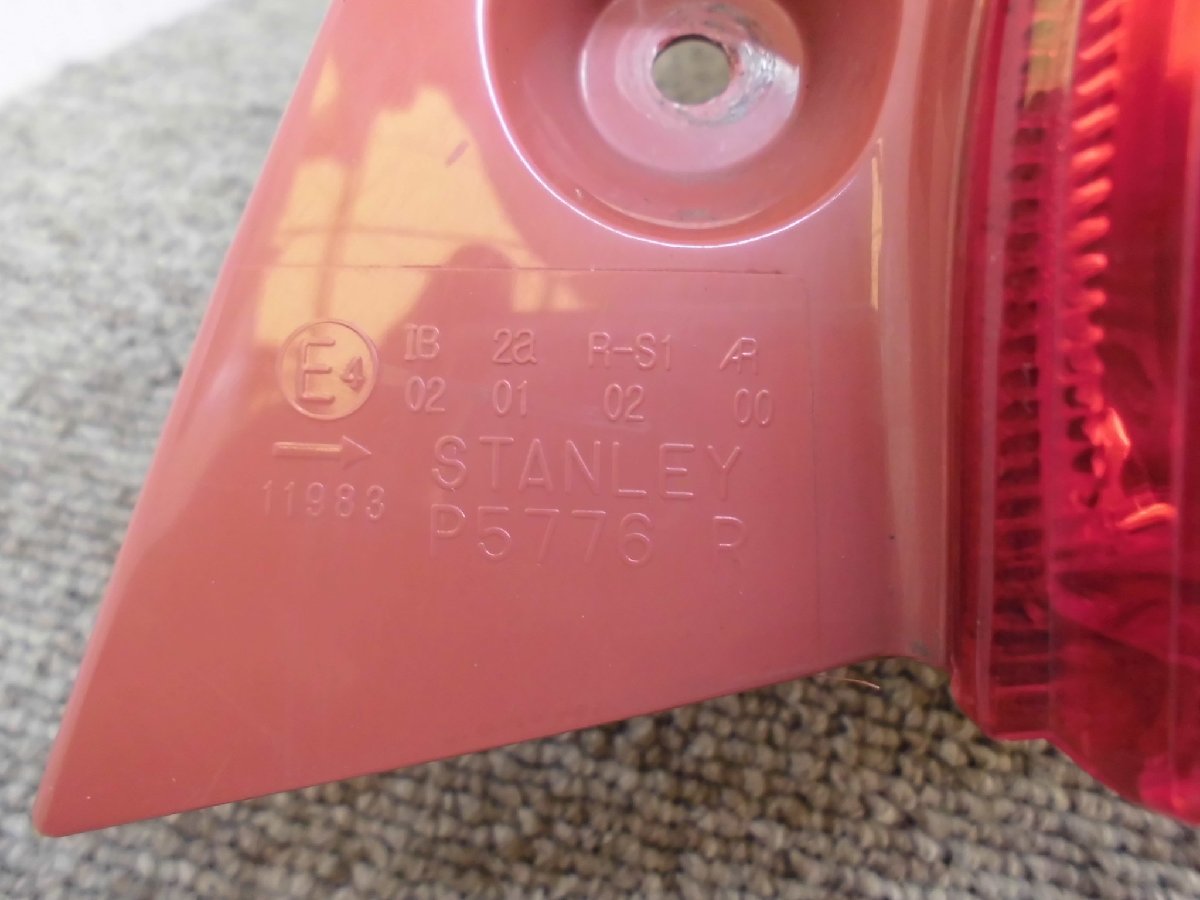 E4 IB 2a R-S1 AR
02 01 02 00
→ STANLEY
11983 P5776 R